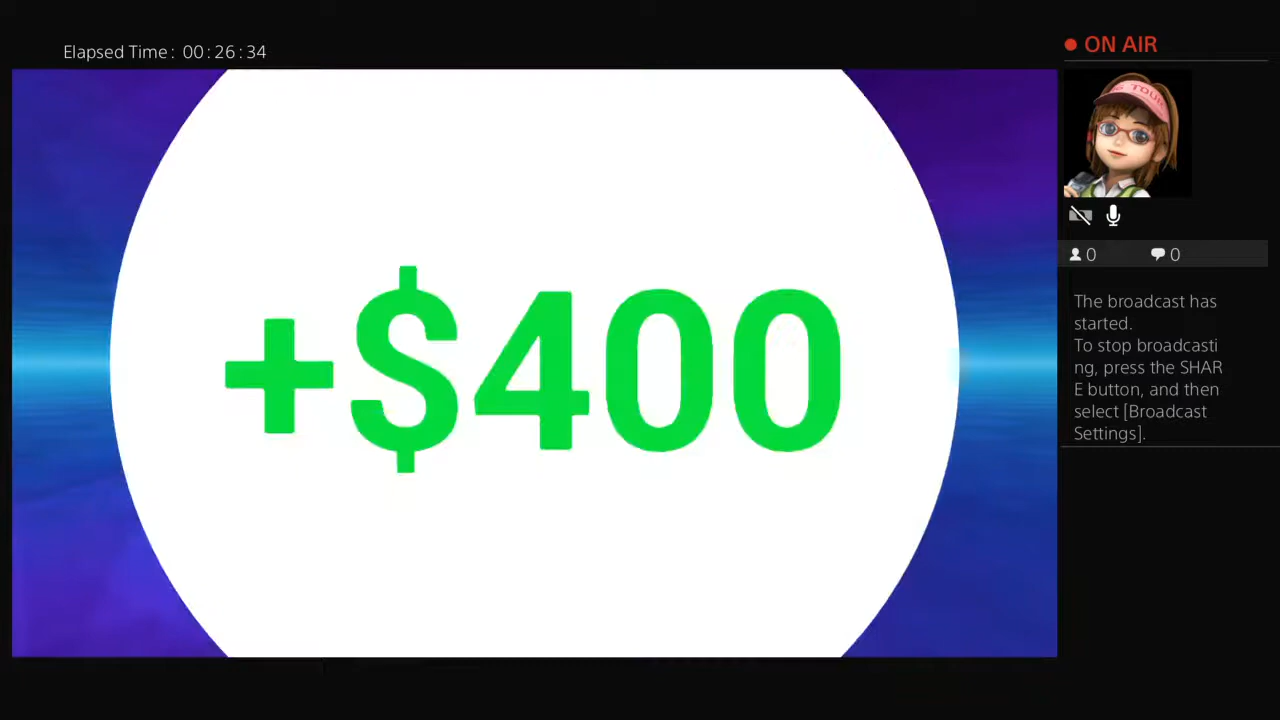 Elapsed Time: 00:26:34
ON AIR
0
0
The broadcast has
started.
To stop broadcasti
ng, press the SHAR
E button, and then
select [Broadcast
Settings].
+$400